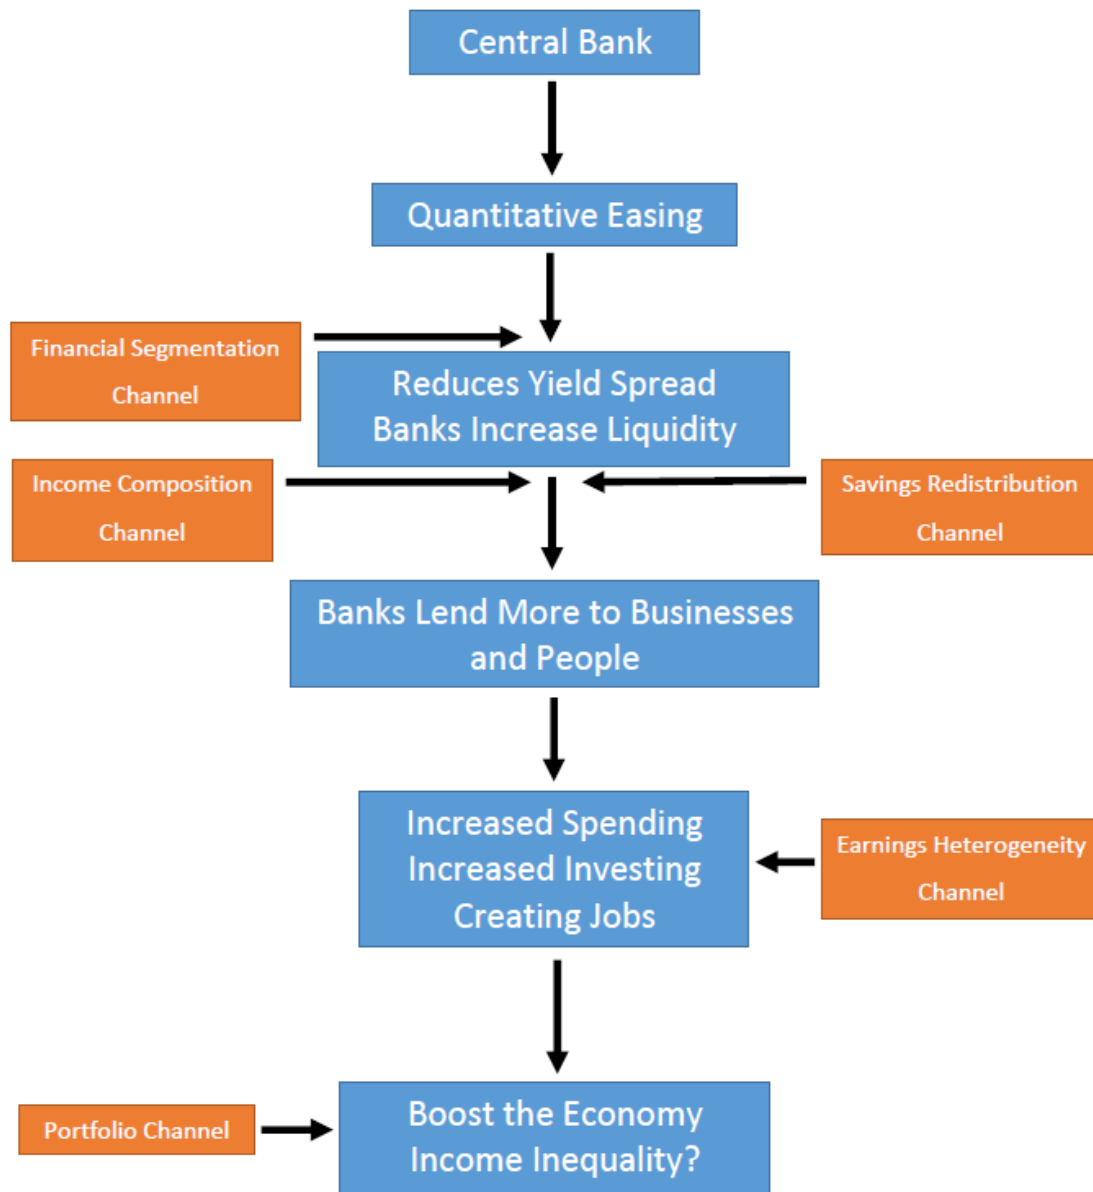 Central Bank
Quantitative Easing
Financial Segmentation
Channel
Reduces Yield Spread
Banks Increase Liquidity
Income Composition
Channel
Savings Redistribution
Channel
Banks Lend More to Businesses
and People
Increased Spending
Increased Investing
Creating Jobs
Earnings Heterogeneity
Channel
Portfolio Channel
Boost the Economy
Income Inequality?